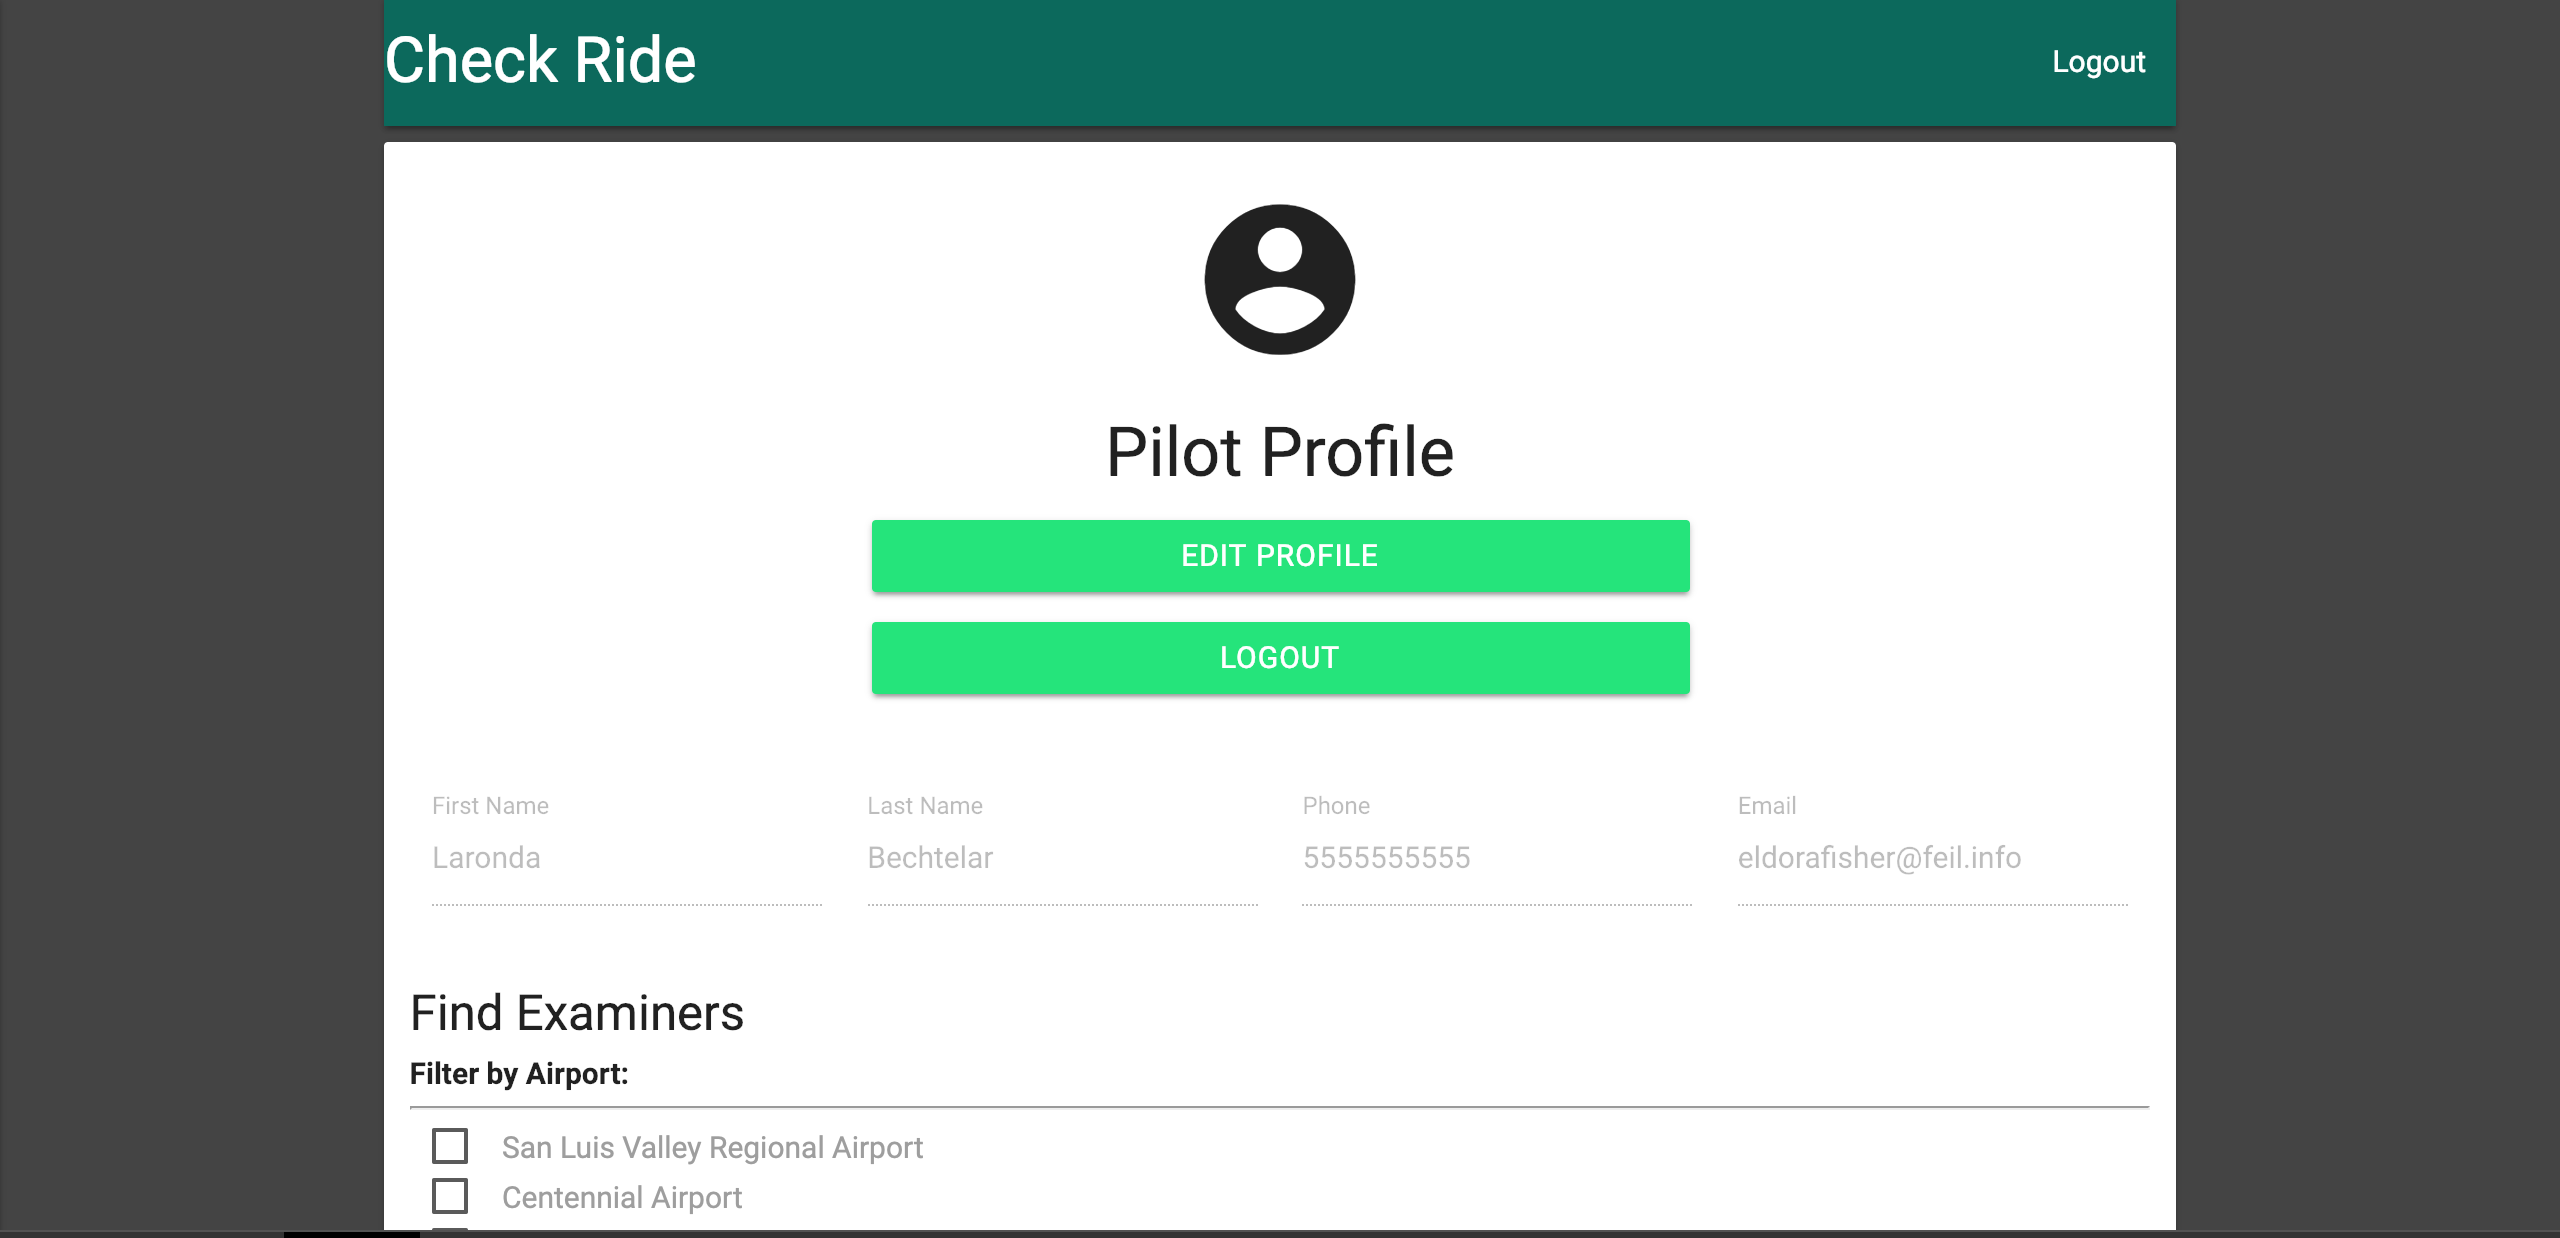 Check Ride
Logout
Pilot Profile
EDIT PROFILE
LOGOUT
First Name
Last Name
Phone
Email
Laronda
Bechtelar
5555555555
eldorafisher@feil.info
Find Examiners
Filter by Airport:
San Luis Valley Regional Airport
Centennial Airport